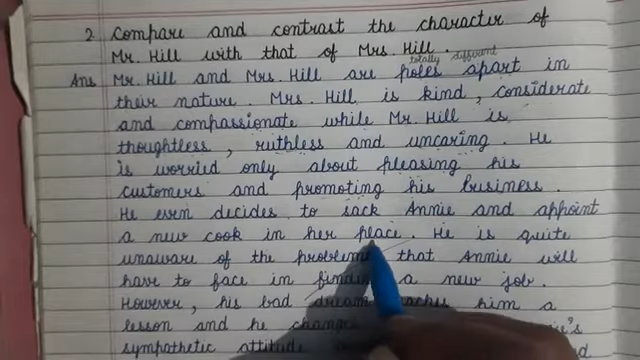 2. Compare and contrast the character of
Mr. Hill with that of Mrs. Hill.
totally different
Ans Mr. Hill and Mrs. Hill are poles apart in
their nature. Mrs. Hill is kind, considerate
and compassionate while Mr. Hill is
thoughtless, ruthless and uncaring. He
is worried only about pleasing his
customers and promoting his business.
He even decides to sack Annie and appoint
a new cook in her place. He is quite
unaware of the problems that Annie will
have to face in finding a new job.
However, his bad dream him a
lesson and he
sympathetic attitude